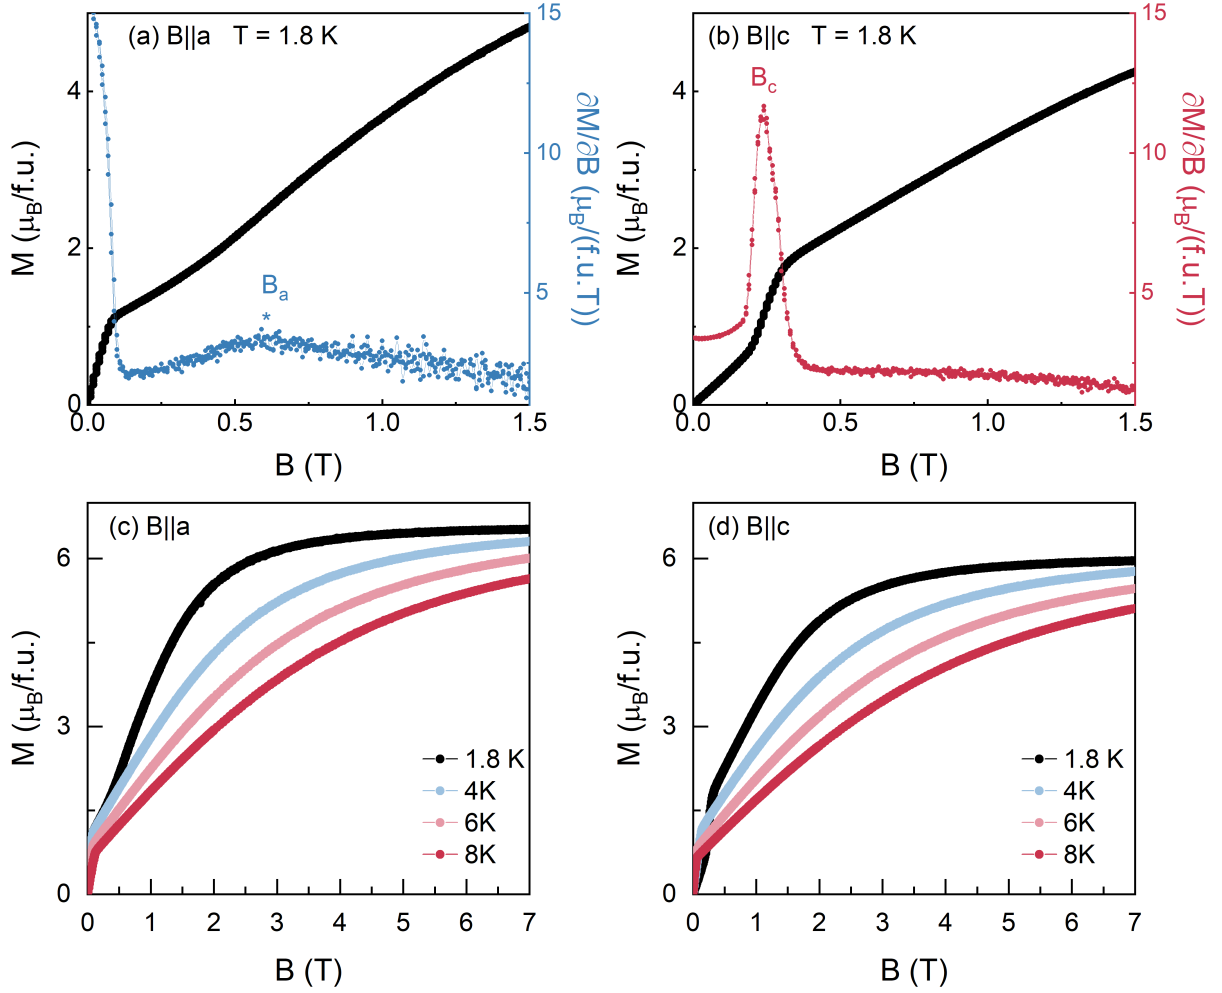 (a) B||a T = 1.8 K
M (μB/f.u.)
4
2
0
15
10
5
∂M/∂B (μB/(f.u.T))
Ba
*
0.0 0.5 1.0 1.5
B (T)
(b) B||c T = 1.8 K
M (μB/f.u.)
4
2
0
15
10
5
∂M/∂B (μB/(f.u.T))
Bc
0.0 0.5 1.0 1.5
B (T)
(c) B||a
M (μB/f.u.)
6
3
0
1.8 K
4K
6K
8K
0 1 2 3 4 5 6 7
B (T)
(d) B||c
M (μB/f.u.)
6
3
0
1.8 K
4K
6K
8K
0 1 2 3 4 5 6 7
B (T)